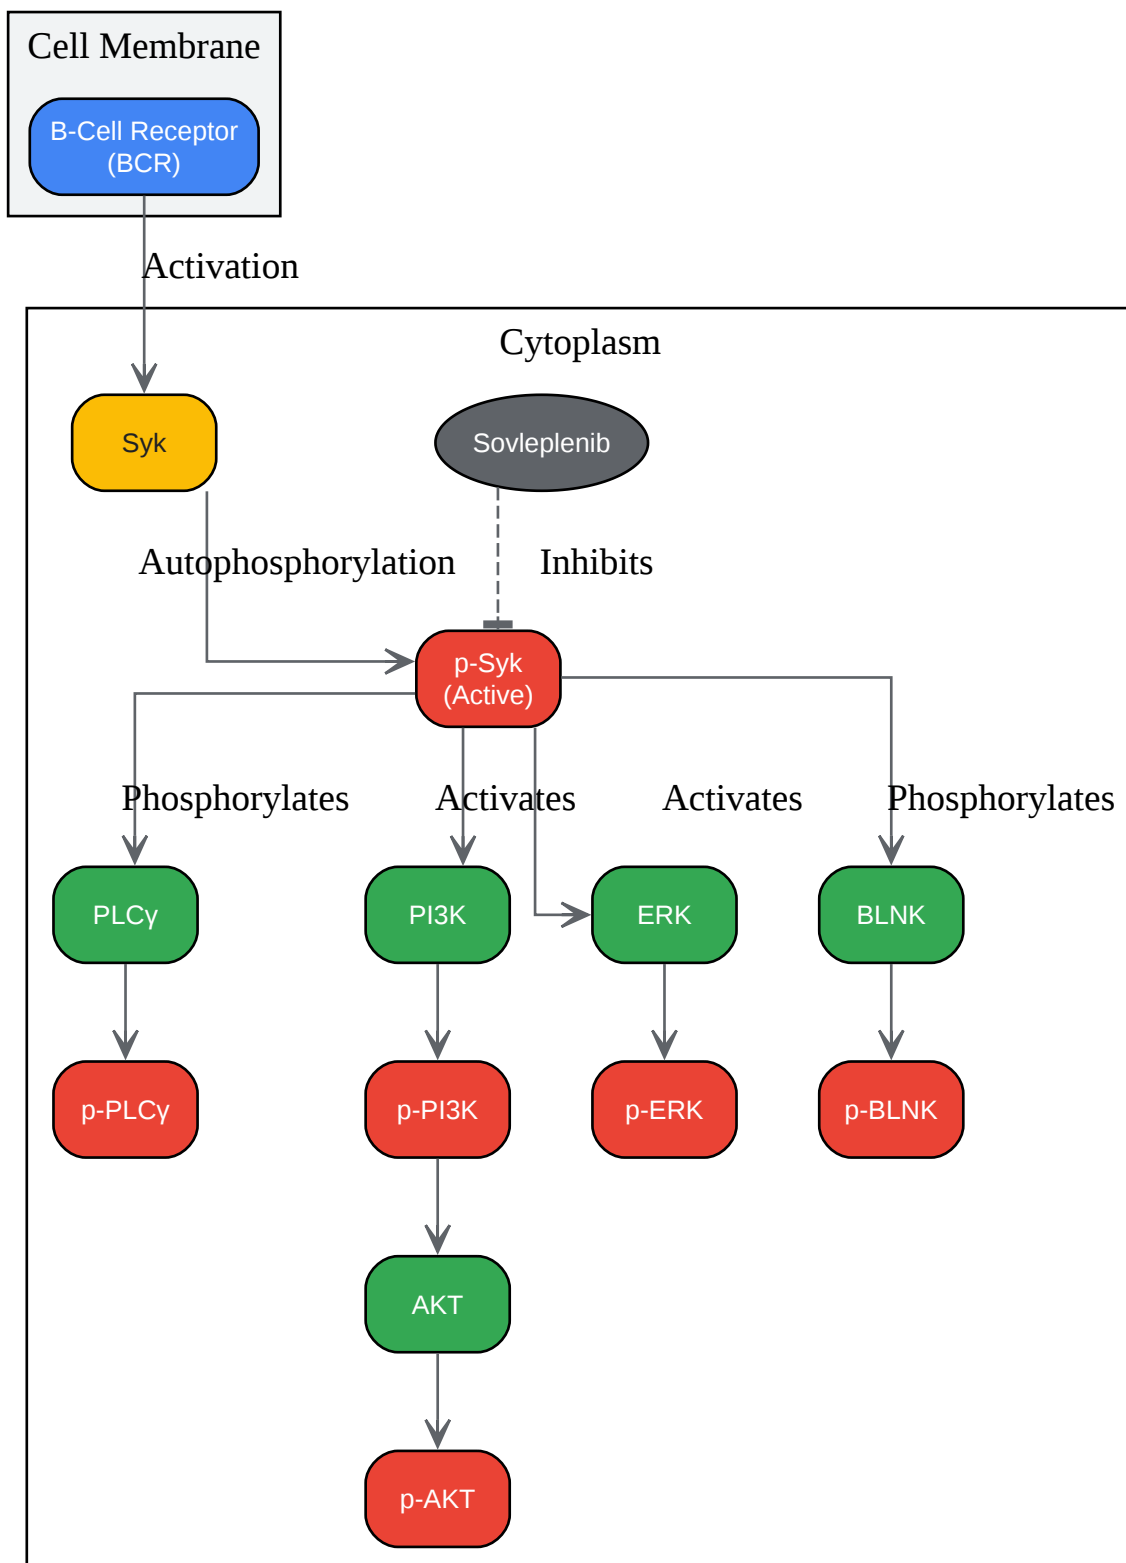 Cell Membrane
B-Cell Receptor
(BCR)
Activation
Cytoplasm
Syk
Sovleplenib
Autophosphorylation
Inhibits
p-Syk
(Active)
Phosphorylates
Activates
Activates
Phosphorylates
PLCγ
PI3K
ERK
BLNK
p-PLCγ
p-PI3K
p-ERK
p-BLNK
AKT
p-AKT